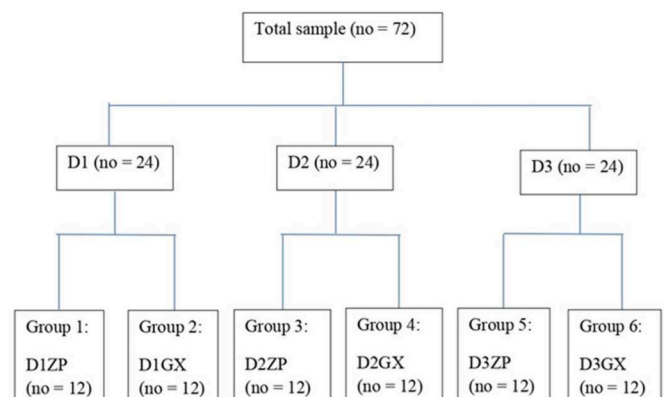 Total sample (no = 72)
D1 (no = 24)
D2 (no = 24)
D3 (no = 24)
Group 1:
D1ZP
(no = 12)
Group 2:
D1GX
(no = 12)
Group 3:
D2ZP
(no = 12)
Group 4:
D2GX
(no = 12)
Group 5:
D3ZP
(no = 12)
Group 6:
D3GX
(no = 12)